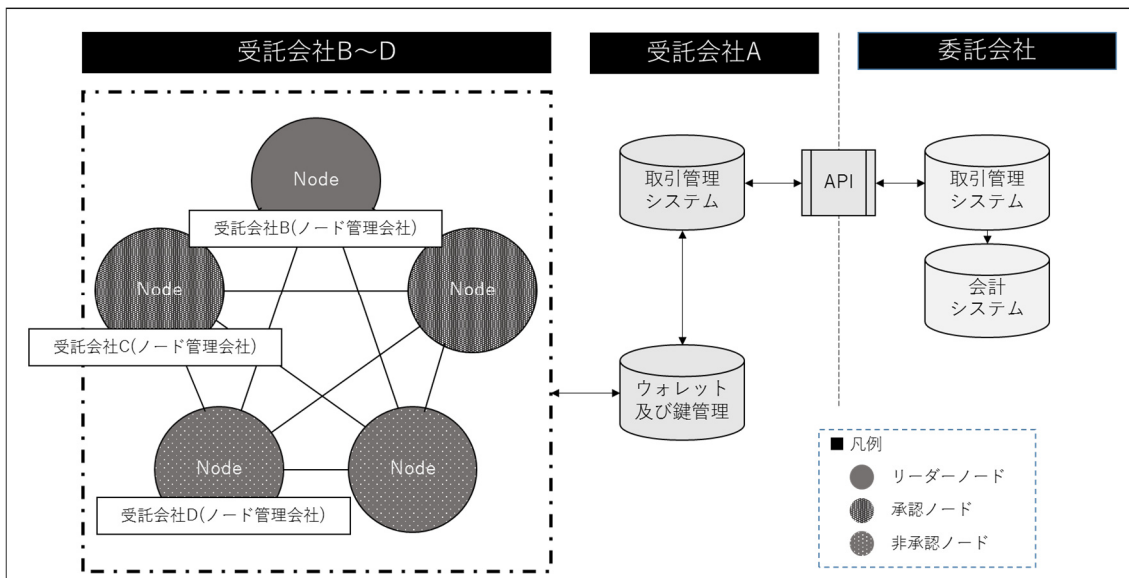 受託会社B～D
受託会社A
委託会社
Node
受託会社B(ノード管理会社)
Node
Node
受託会社C(ノード管理会社)
Node
Node
受託会社D(ノード管理会社)
取引管理
システム
API
取引管理
システム
会計
システム
ウォレット
及び鍵管理
■ 凡例
リーダーノード
承認ノード
非承認ノード